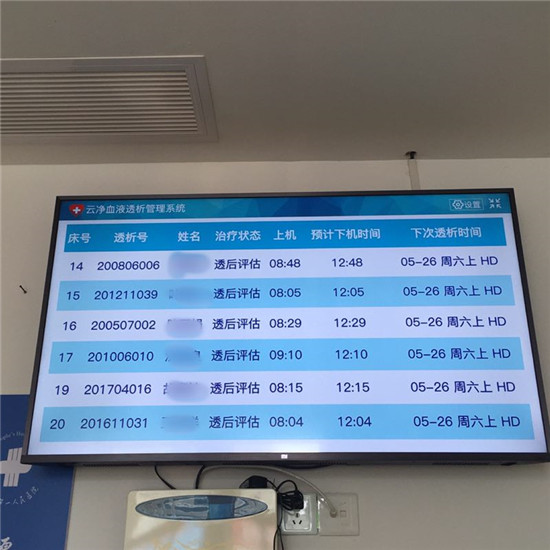 云净血液透析管理系统 设置
床号 透析号 姓名 治疗状态 上机 预计下机时间 下次透析时间
14 200806006 透后评估 08:48 12:48 05-26 周六上 HD
15 201211039 透后评估 08:05 12:05 05-26 周六上 HD
16 200507002 透后评估 08:29 12:29 05-26 周六上 HD
17 201006010 透后评估 09:10 12:10 05-26 周六上 HD
19 201704016 透后评估 08:15 12:15 05-26 周六上 HD
20 201611031 透后评估 08:04 12:04 05-26 周六上 HD
人民医院